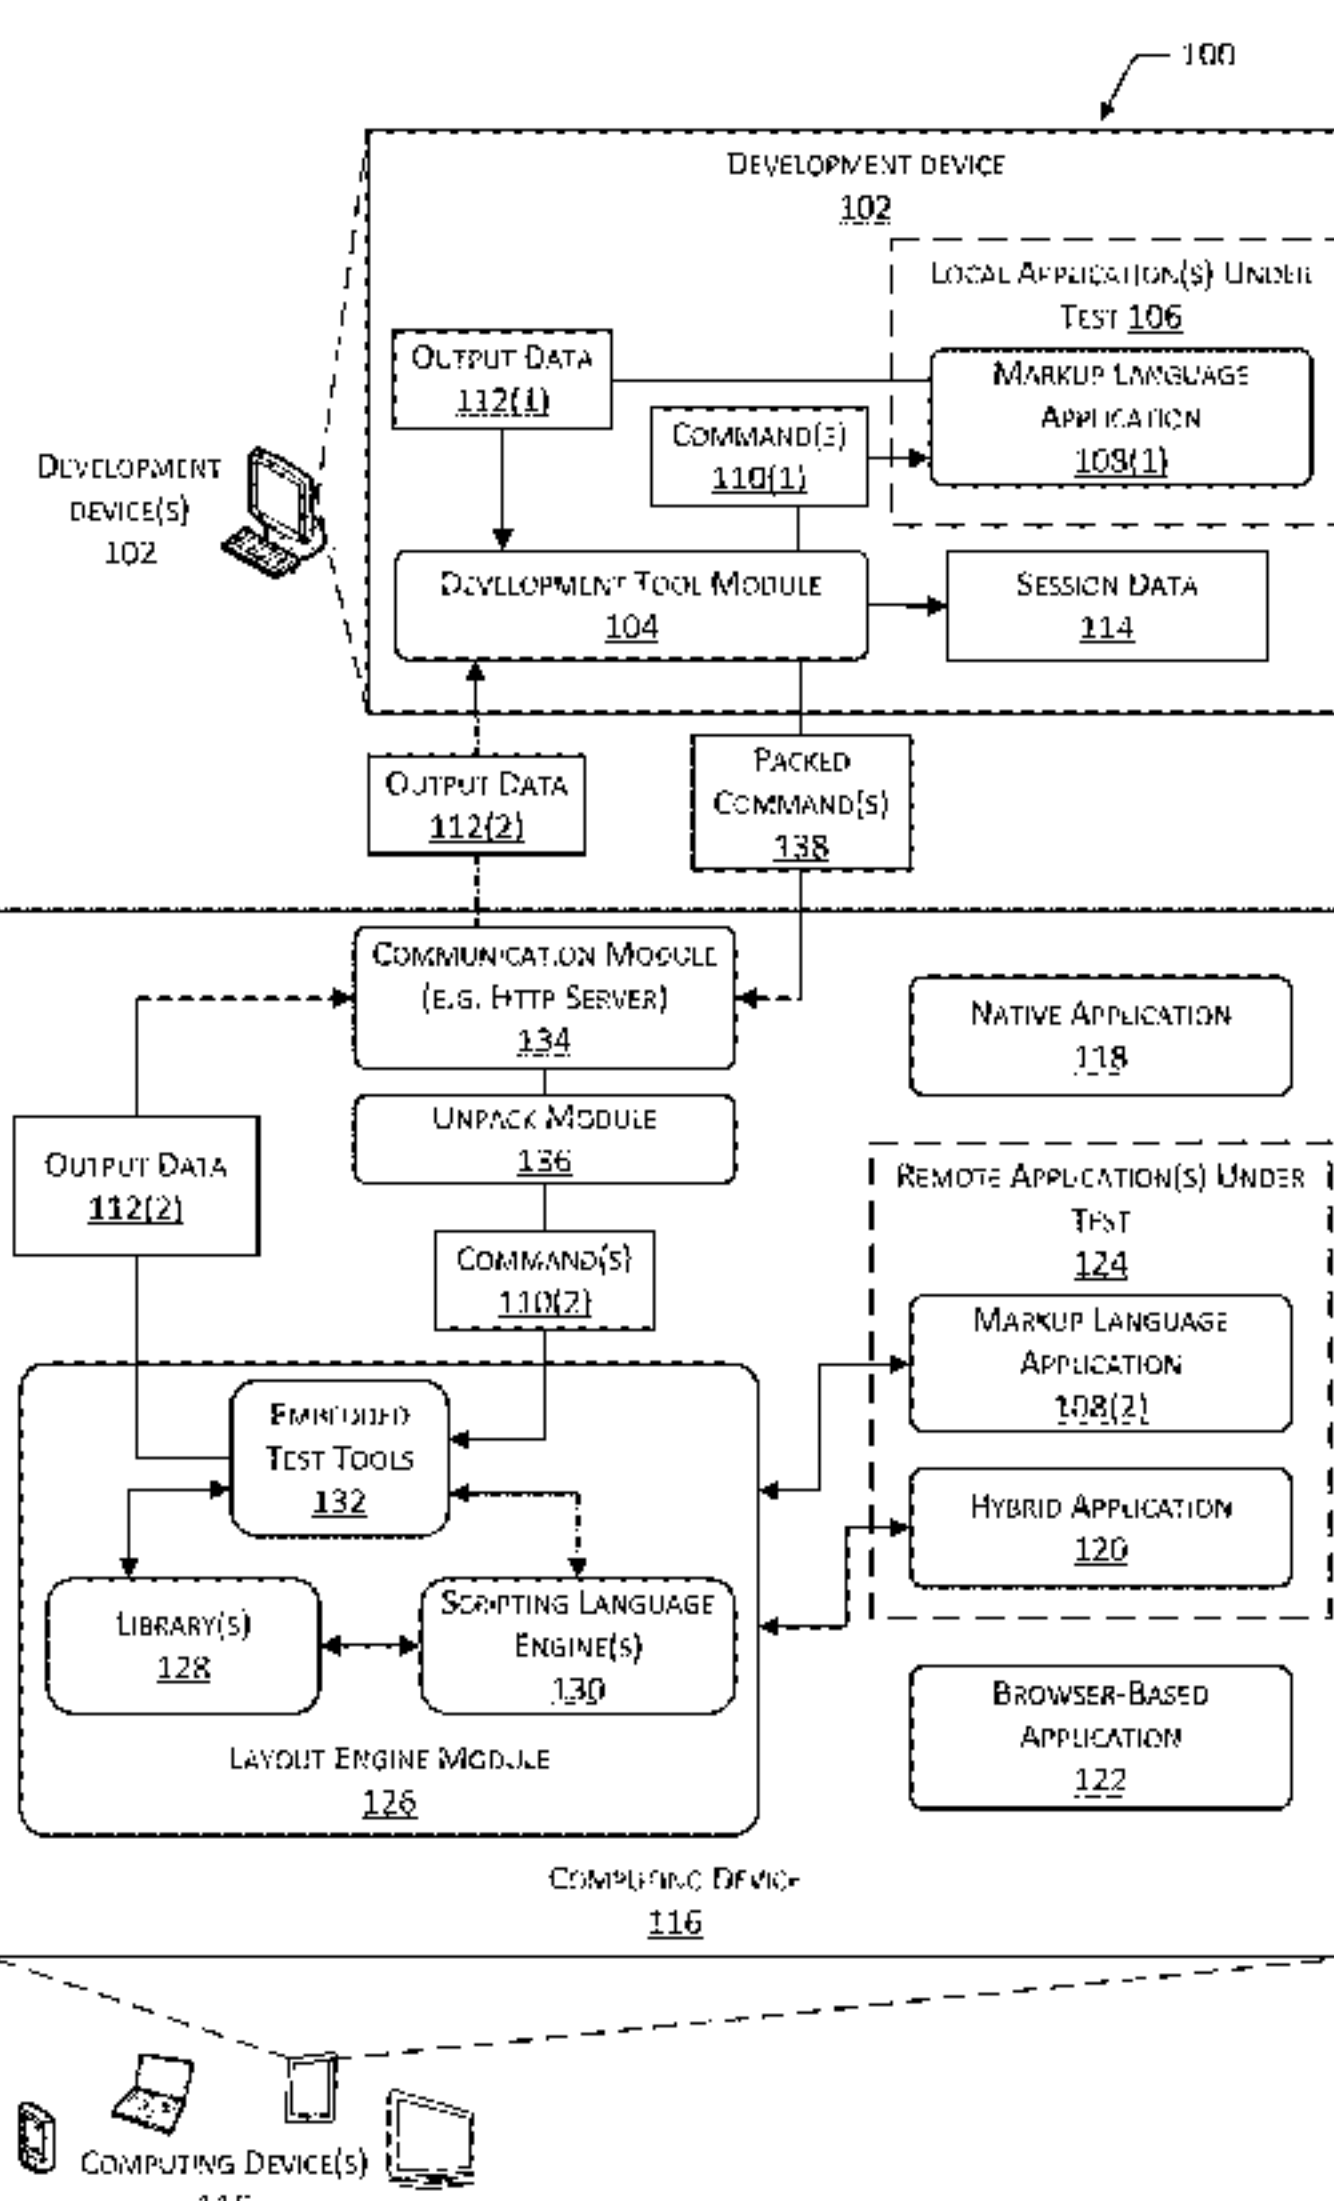 100
DEVELOPMENT DEVICE
102
LOCAL APPLICATION(S) UNDER
TEST 106
OUTPUT DATA
112(1)
MARKUP LANGUAGE
APPLICATION
108(1)
COMMAND(S)
110(1)
DEVELOPMENT
DEVICE(S)
102
DEVELOPMENT TOOL MODULE
104
SESSION DATA
114
OUTPUT DATA
112(2)
PACKED
COMMAND(S)
138
COMMUNICATION MODULE
(E.G. HTTP SERVER)
134
NATIVE APPLICATION
118
UNPACK MODULE
136
OUTPUT DATA
112(2)
REMOTE APPLICATION(S) UNDER
TEST
124
COMMAND(S)
110(2)
MARKUP LANGUAGE
APPLICATION
108(2)
EMBEDDED
TEST TOOLS
132
HYBRID APPLICATION
120
LIBRARY(S)
128
SCRIPTING LANGUAGE
ENGINE(S)
130
BROWSER-BASED
APPLICATION
122
LAYOUT ENGINE MODULE
126
COMPUTING DEVICE
116
COMPUTING DEVICE(S)